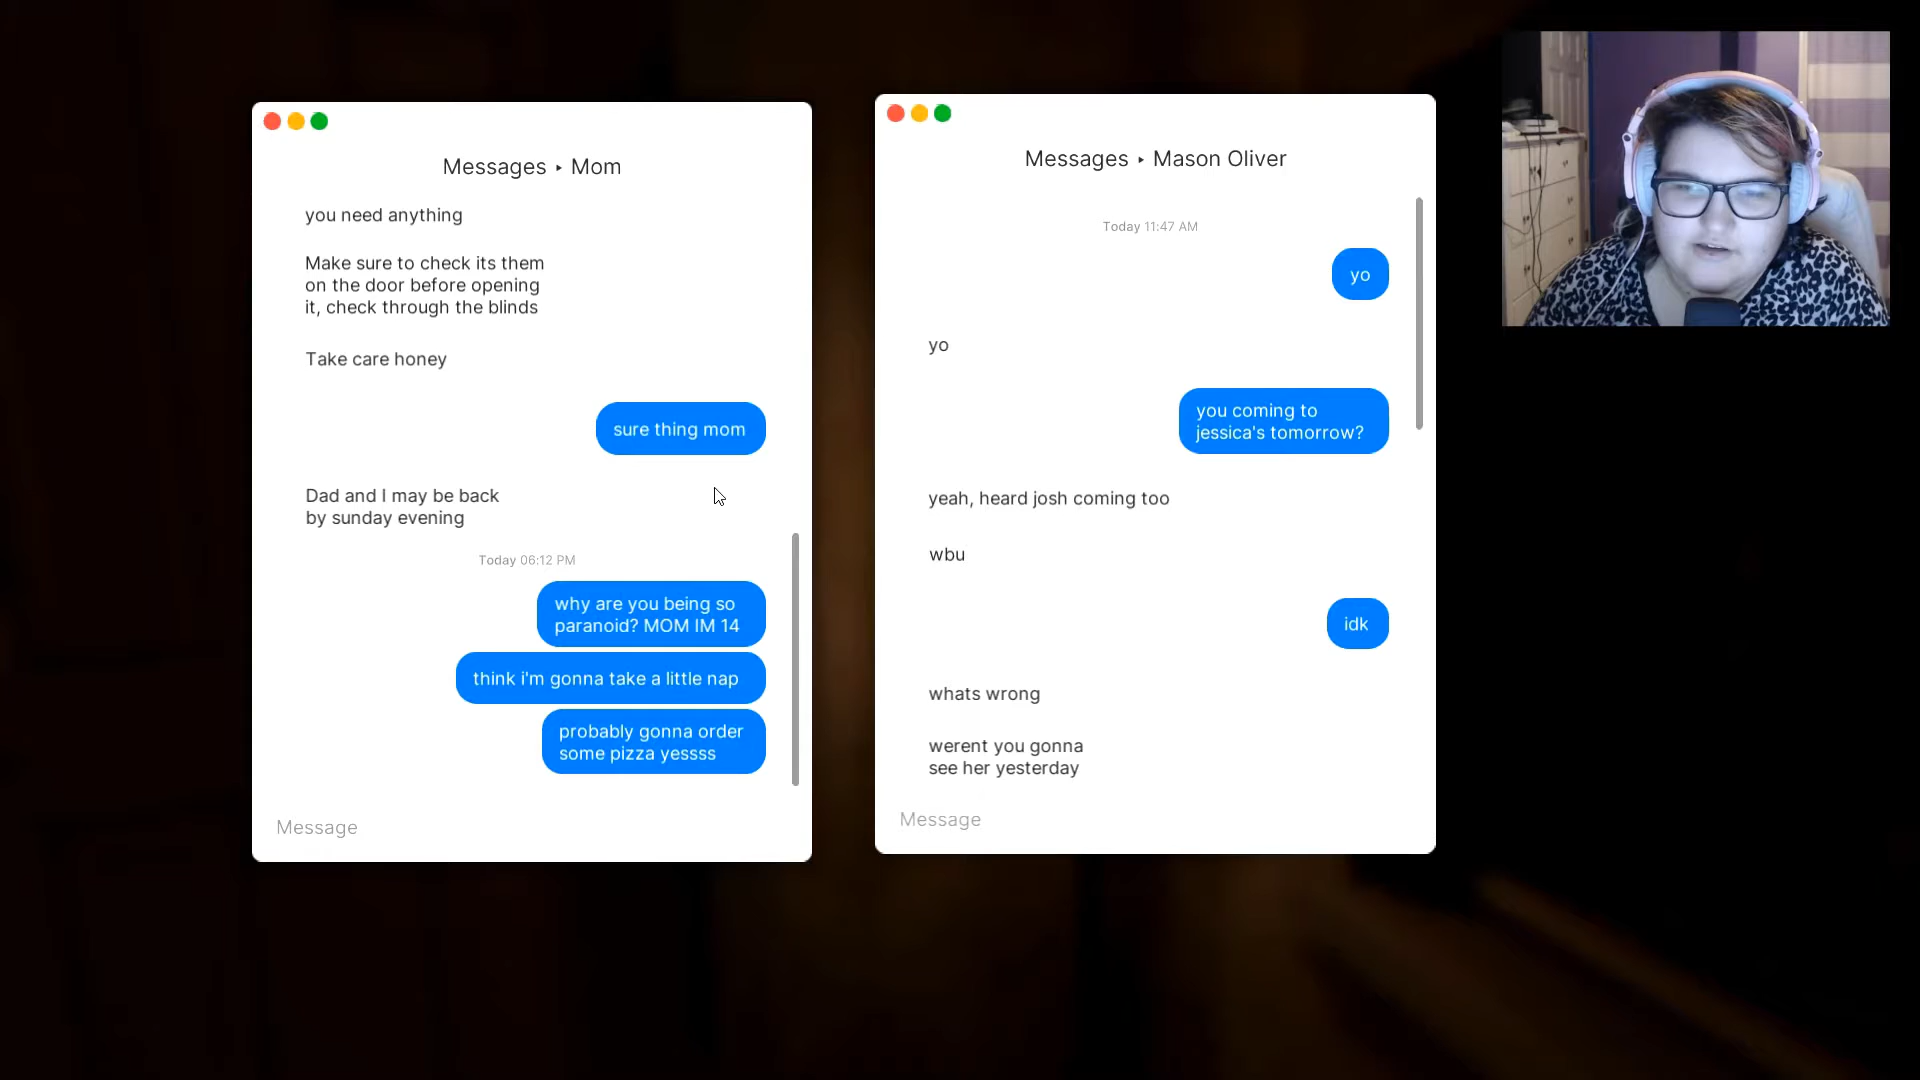 Messages ‣ Mom
you need anything
Make sure to check its them
on the door before opening
it, check through the blinds
Take care honey
sure thing mom
Dad and I may be back
by sunday evening
Today 06:12 PM
why are you being so
paranoid? MOM IM 14
think i'm gonna take a little nap
probably gonna order
some pizza yessss
Message
Messages ‣ Mason Oliver
Today 11:47 AM
yo
yo
you coming to
jessica's tomorrow?
yeah, heard josh coming too
wbu
idk
whats wrong
werent you gonna
see her yesterday
Message